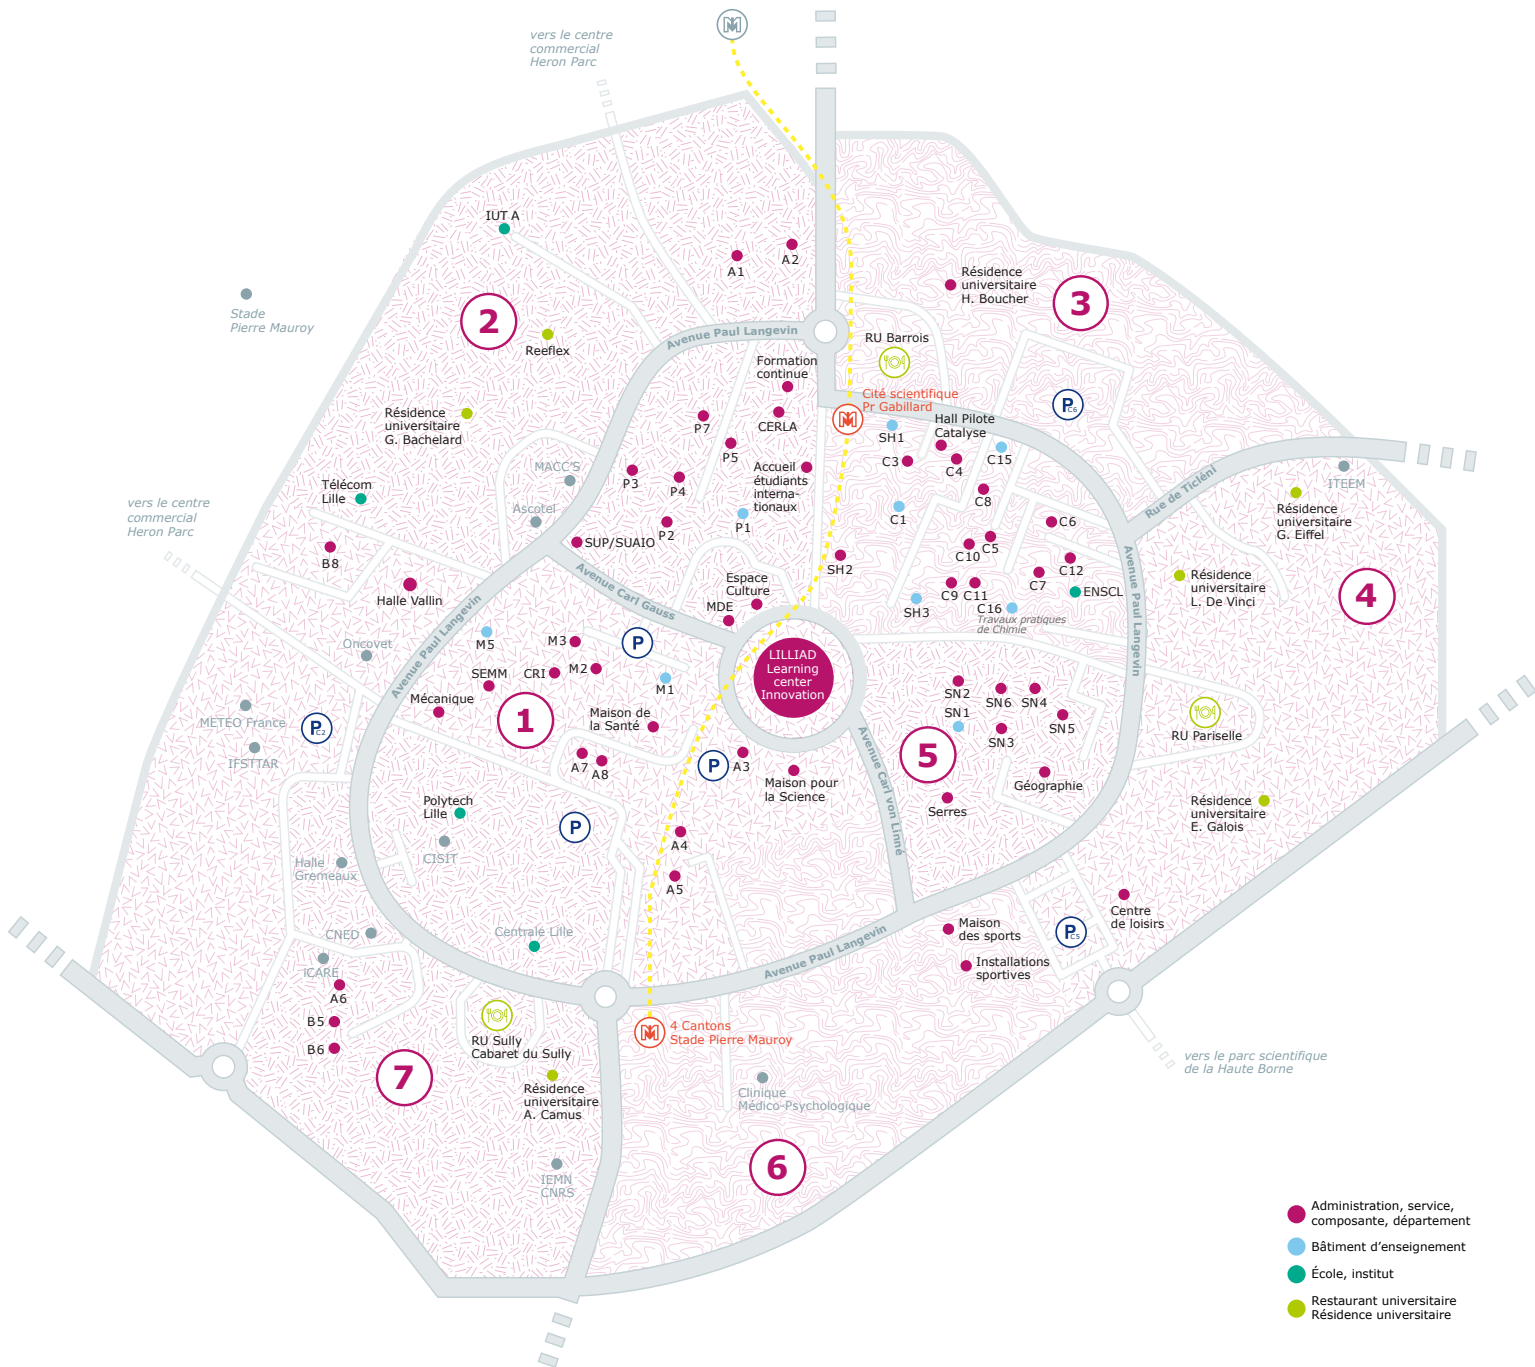 vers le centre
commercial
Heron Parc
IUT A
A1
A2
Résidence
universitaire
H. Boucher
3
Stade
Pierre Mauroy
2
Reeflex
Avenue Paul Langevin
RU Barrois
Formation
continue
Cité scientifique
Pr Gabillard
P
C6
Résidence
universitaire
G. Bachelard
P7
CERLA
SH1
Hall Pilote
Catalyse
P5
C3
C4
C15
MACC'S
P3
P4
Accueil
étudiants
interna-
tionaux
Rue de Ticléni
ITEEM
Télécom
Lille
C8
Résidence
universitaire
G. Eiffel
vers le centre
commercial
Heron Parc
Ascotel
P2
P1
C1
C6
SUP/SUAIO
C10
C5
B8
SH2
C12
C7
Halle Vallin
Avenue Carl Gauss
Espace
Culture
MDE
SH3
C9
C11
C16
Travaux pratiques
de Chimie
ENSCL
Avenue Paul Langevin
Résidence
universitaire
L. De Vinci
4
Avenue Paul Langevin
Oncovet
M5
M3
P
M2
M1
CRI
SEMM
LILLIAD
Learning
center
Innovation
Mécanique
1
Maison de
la Santé
SN2
SN6
SN4
SN1
SN5
SN3
RU Pariselle
METEO France
P
C2
IFSTTAR
A7
A8
P
A3
Maison pour
la Science
Avenue Carl von Linné
5
Géographie
Serres
Résidence
universitaire
E. Galois
Polytech
Lille
P
CISIT
A4
Halle
Gremeaux
A5
Centre
de loisirs
CNED
Centrale Lille
Avenue Paul Langevin
Maison
des sports
P
C5
iCARE
Installations
sportives
A6
B5
B6
RU Sully
Cabaret du Sully
4 Cantons
Stade Pierre Mauroy
vers le parc scientifique
de la Haute Borne
7
Résidence
universitaire
A. Camus
Clinique
Médico-Psychologique
6
IEMN
CNRS
Administration, service,
composante, département
Bâtiment d'enseignement
École, institut
Restaurant universitaire
Résidence universitaire